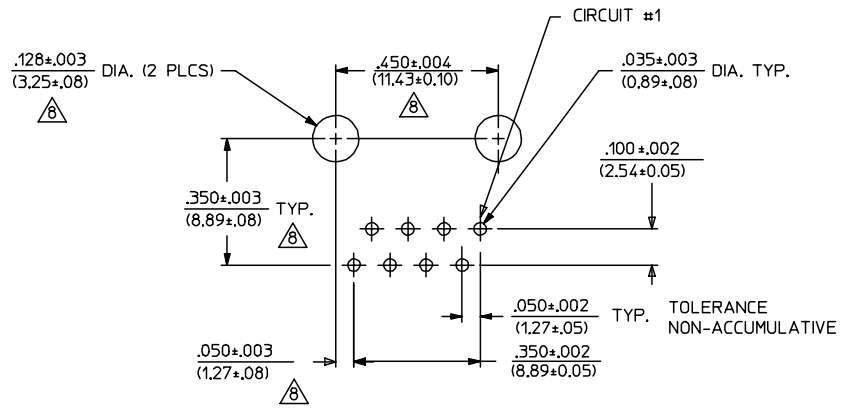 CIRCUIT #1
.128±.003
(3.25±.08)
DIA. (2 PLCS)
8
.450±.004
(11.43±0.10)
8
.035±.003
(0.89±.08)
DIA. TYP.
.100±.002
(2.54±0.05)
.350±.003
(8.89±.08)
TYP.
8
.050±.002
(1.27±.05)
TYP.
TOLERANCE
NON-ACCUMULATIVE
.050±.003
(1.27±.08)
8
.350±.002
(8.89±0.05)